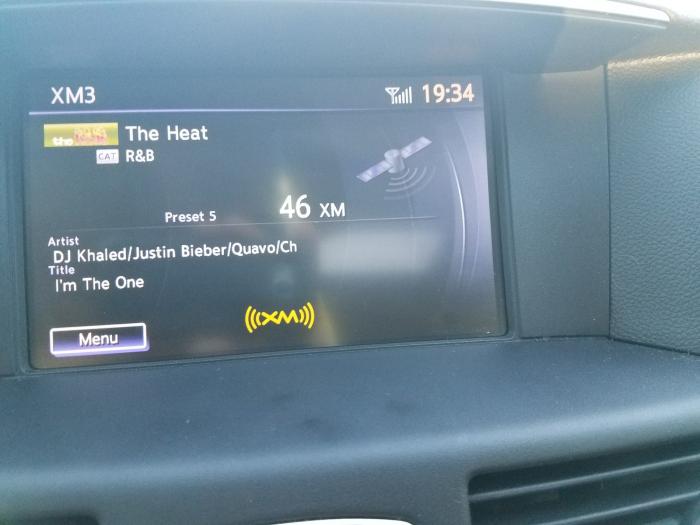 XM3
19:34
the
The Heat
CAT R&B
Preset 5
46 XM
Artist
DJ Khaled/Justin Bieber/Quavo/Ch
Title
I'm The One
((XM))
Menu